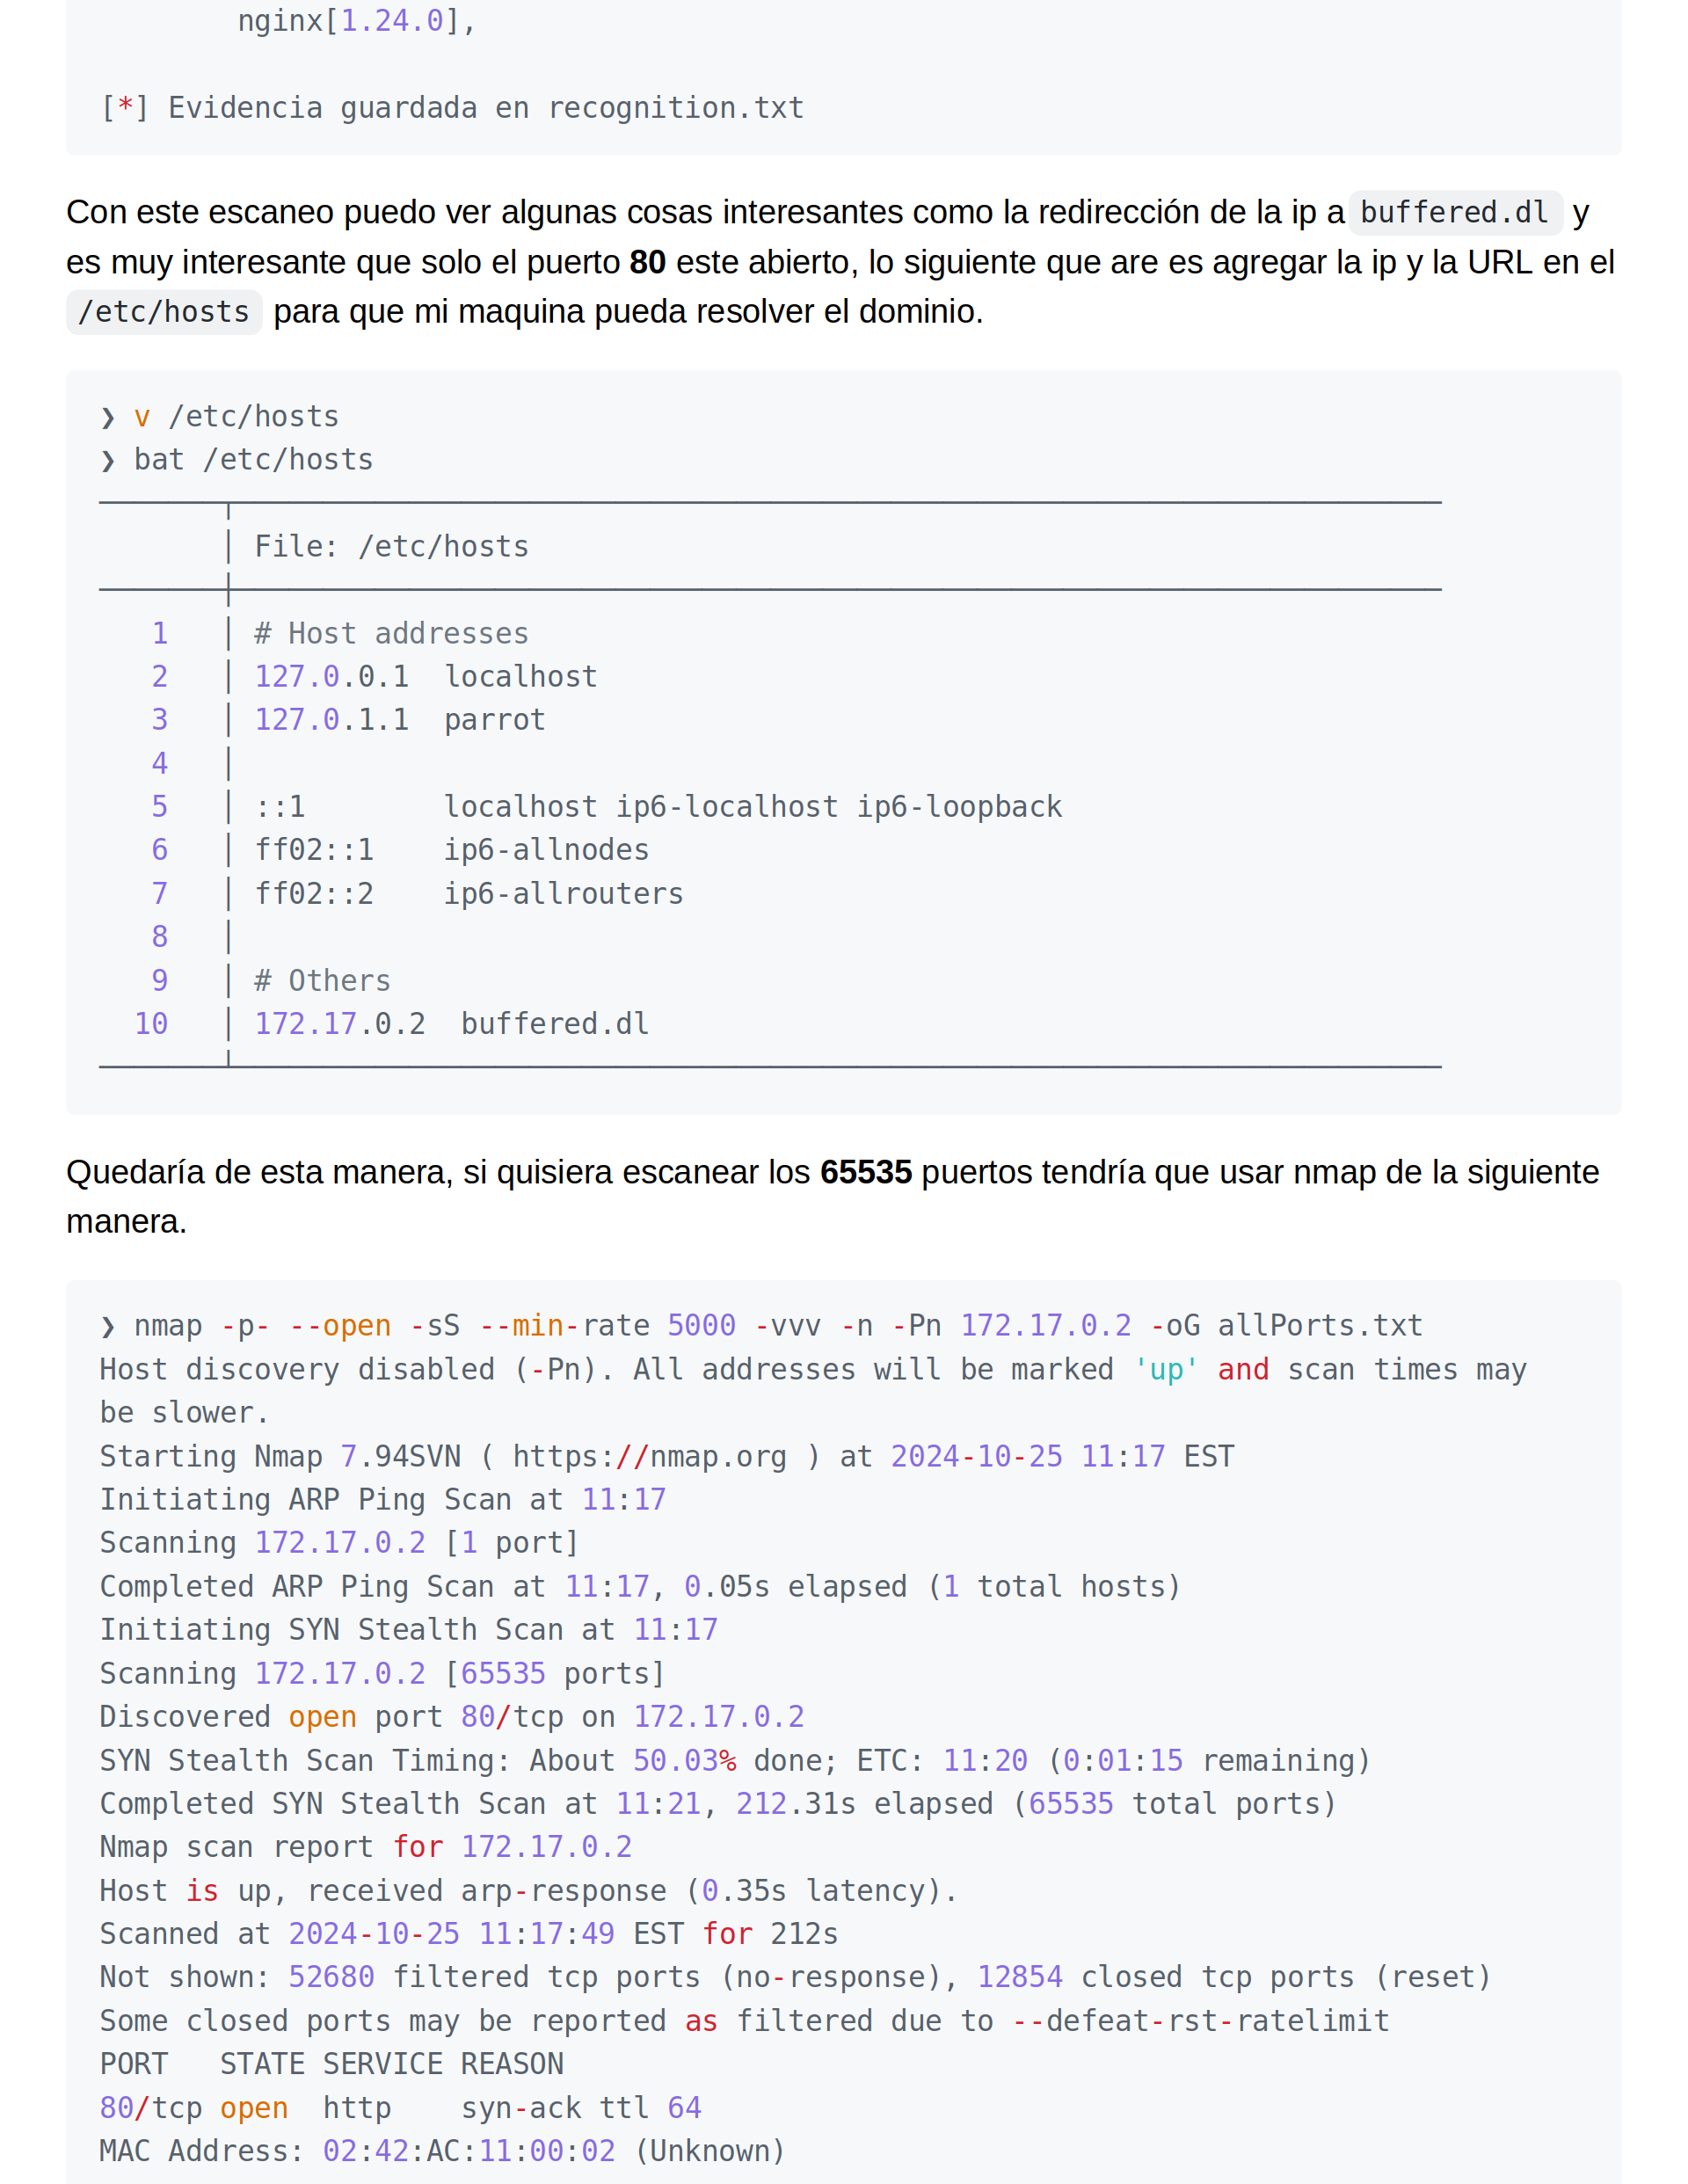 nginx[1.24.0],
[*] Evidencia guardada en recognition.txt
Con este escaneo puedo ver algunas cosas interesantes como la redirección de la ip a buffered.dl y
es muy interesante que solo el puerto 80 este abierto, lo siguiente que are es agregar la ip y la URL en el
/etc/hosts para que mi maquina pueda resolver el dominio.
❯ v /etc/hosts
❯ bat /etc/hosts
│ File: /etc/hosts
1   │ # Host addresses
2   │ 127.0.0.1  localhost
3   │ 127.0.1.1  parrot
4   │
5   │ ::1        localhost ip6-localhost ip6-loopback
6   │ ff02::1    ip6-allnodes
7   │ ff02::2    ip6-allrouters
8   │
9   │ # Others
10   │ 172.17.0.2  buffered.dl
Quedaría de esta manera, si quisiera escanear los 65535 puertos tendría que usar nmap de la siguiente
manera.
❯ nmap -p- --open -sS --min-rate 5000 -vvv -n -Pn 172.17.0.2 -oG allPorts.txt
Host discovery disabled (-Pn). All addresses will be marked 'up' and scan times may
be slower.
Starting Nmap 7.94SVN ( https://nmap.org ) at 2024-10-25 11:17 EST
Initiating ARP Ping Scan at 11:17
Scanning 172.17.0.2 [1 port]
Completed ARP Ping Scan at 11:17, 0.05s elapsed (1 total hosts)
Initiating SYN Stealth Scan at 11:17
Scanning 172.17.0.2 [65535 ports]
Discovered open port 80/tcp on 172.17.0.2
SYN Stealth Scan Timing: About 50.03% done; ETC: 11:20 (0:01:15 remaining)
Completed SYN Stealth Scan at 11:21, 212.31s elapsed (65535 total ports)
Nmap scan report for 172.17.0.2
Host is up, received arp-response (0.35s latency).
Scanned at 2024-10-25 11:17:49 EST for 212s
Not shown: 52680 filtered tcp ports (no-response), 12854 closed tcp ports (reset)
Some closed ports may be reported as filtered due to --defeat-rst-ratelimit
PORT   STATE SERVICE REASON
80/tcp open  http    syn-ack ttl 64
MAC Address: 02:42:AC:11:00:02 (Unknown)